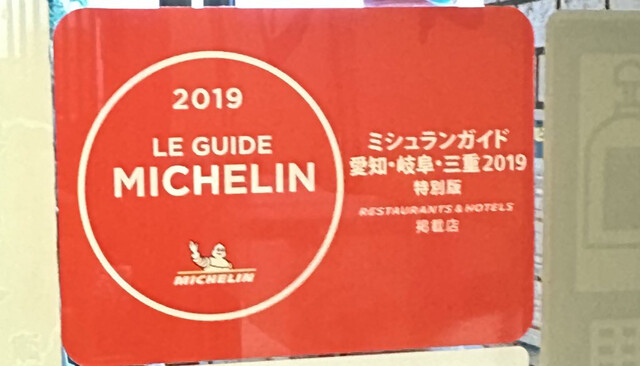 2019
LE GUIDE
MICHELIN
MICHELIN
ミシュランガイド
愛知・岐阜・三重2019
特別版
RESTAURANTS & HOTELS
掲載店